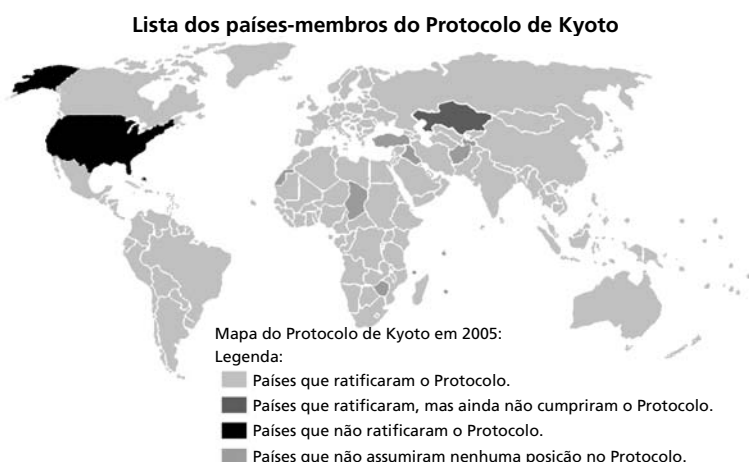 Lista dos países-membros do Protocolo de Kyoto
Mapa do Protocolo de Kyoto em 2005:
Legenda:
Países que ratificaram o Protocolo.
Países que ratificaram, mas ainda não cumpriram o Protocolo.
Países que não ratificaram o Protocolo.
Países que não assumiram nenhuma posição no Protocolo.